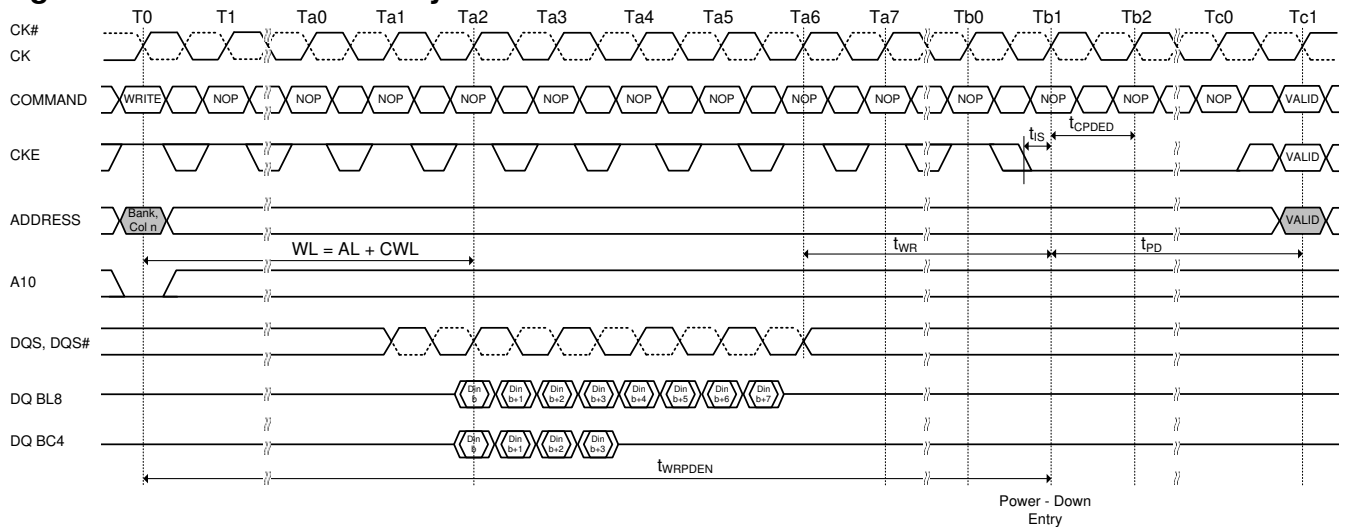 T0 T1 Ta0 Ta1 Ta2 Ta3 Ta4 Ta5 Ta6 Ta7 Tb0 Tb1 Tb2 Tc0 Tc1
CK#
CK
COMMAND WRITE NOP NOP NOP NOP NOP NOP NOP NOP NOP NOP NOP NOP NOP VALID
tIS tCPDED
CKE VALID
ADDRESS Bank, Col n VALID
WL = AL + CWL tWR tPD
A10
DQS, DQS#
DQ BL8 Din b Din b+1 Din b+2 Din b+3 Din b+4 Din b+5 Din b+6 Din b+7
DQ BC4 Din b Din b+1 Din b+2 Din b+3
tWRPDEN
Power - Down
Entry